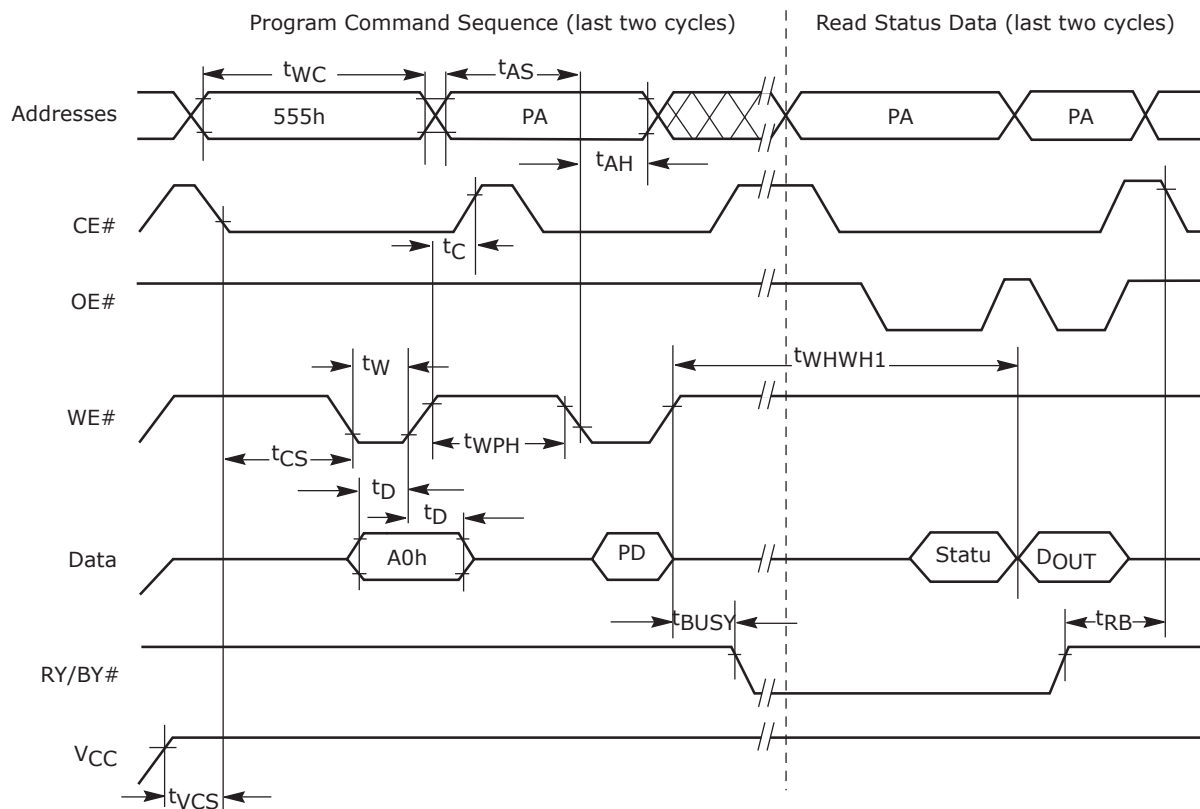 Program Command Sequence (last two cycles) Read Status Data (last two cycles)
tWC tAS
Addresses 555h PA PA PA
tAH
CE#
tC
OE#
tW tWHWH1
WE#
tCS tWPH
tD
tD
Data A0h PD Statu DOUT
tBUSY tRB
RY/BY#
VCC
tVCS